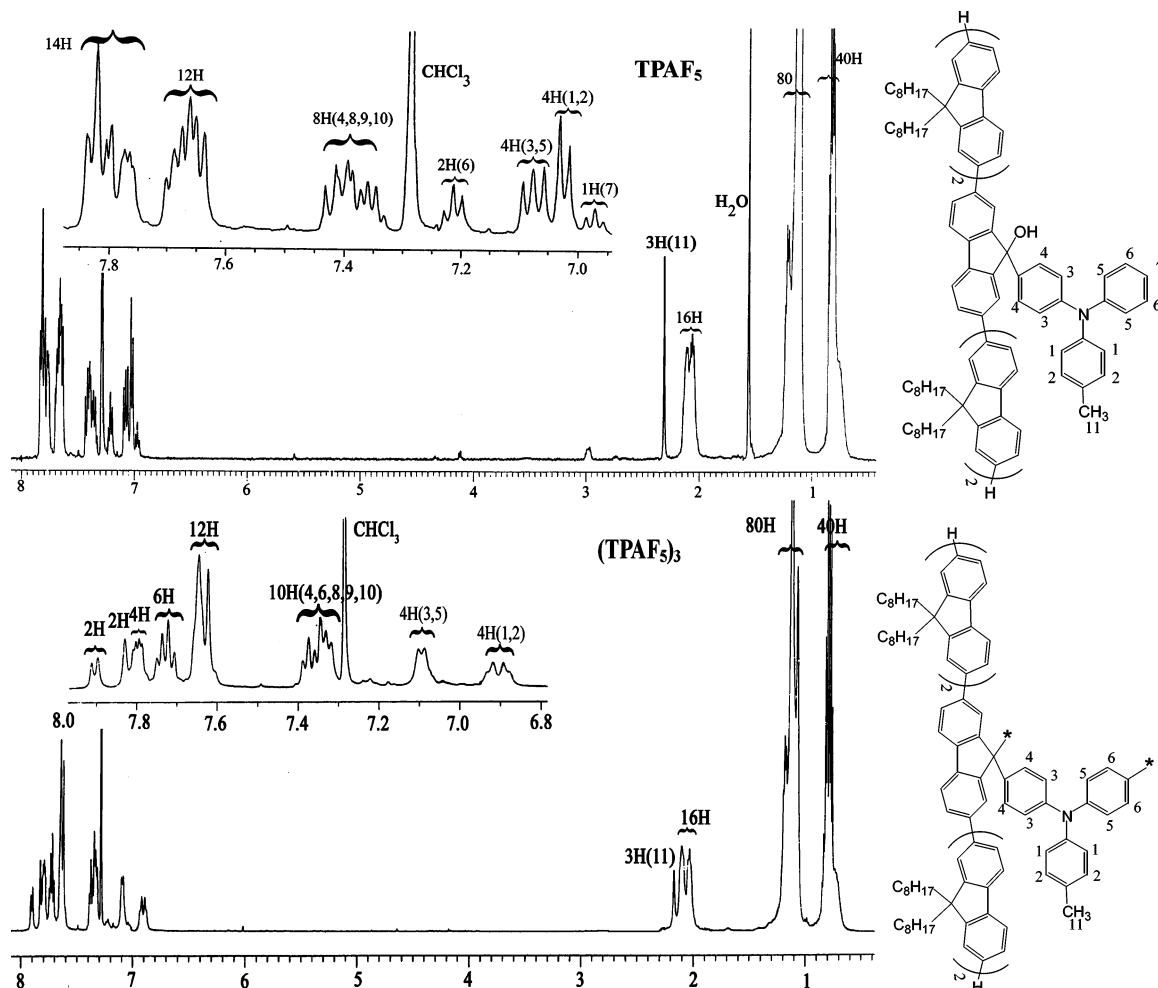 14H
12H
CHCl3
TPAF5
80
40H
8H(4,8,9,10)
2H(6)
4H(3,5)
4H(1,2)
1H(7)
7.8 7.6 7.4 7.2 7.0
H2O
3H(11)
16H
8 7 6 5 4 3 2 1
H
C8H17
C8H17
2
OH
4 3 5 6
4 3 N 5 6
1 1
2 2
CH3
11
C8H17
C8H17
2
H
12H
CHCl3
(TPAF5)3
80H
40H
2H
2H
4H
6H
10H(4,6,8,9,10)
4H(3,5)
4H(1,2)
8.0 7.8 7.6 7.4 7.2 7.0 6.8
3H(11)
16H
8 7 6 5 4 3 2 1
H
C8H17
C8H17
2
*
4 3 5 6 *
4 3 N 5 6
1 1
2 2
CH3
11
C8H17
C8H17
2
H